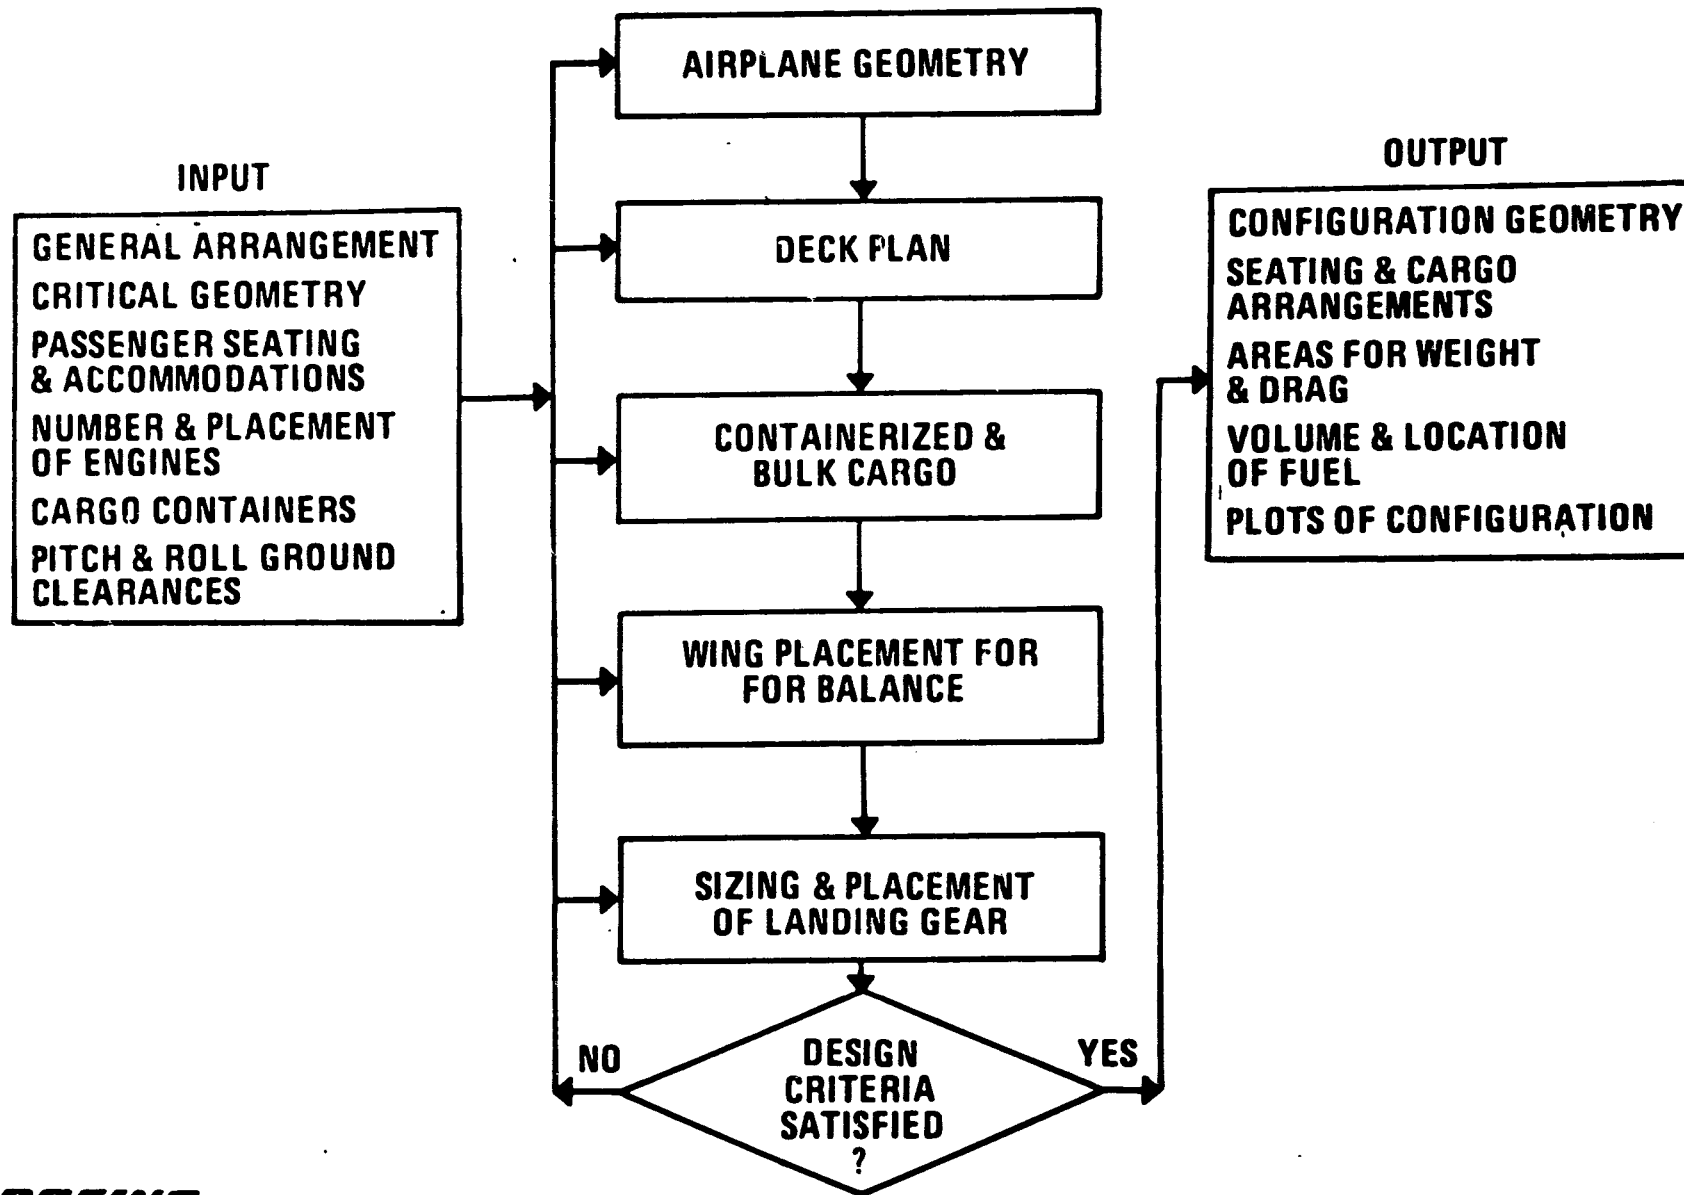 AIRPLANE GEOMETRY
INPUT
GENERAL ARRANGEMENT
CRITICAL GEOMETRY
PASSENGER SEATING
& ACCOMMODATIONS
NUMBER & PLACEMENT
OF ENGINES
CARGO CONTAINERS
PITCH & ROLL GROUND
CLEARANCES
DECK PLAN
CONTAINERIZED &
BULK CARGO
WING PLACEMENT FOR
FOR BALANCE
SIZING & PLACEMENT
OF LANDING GEAR
NO
DESIGN
CRITERIA
SATISFIED
?
YES
OUTPUT
CONFIGURATION GEOMETRY
SEATING & CARGO
ARRANGEMENTS
AREAS FOR WEIGHT
& DRAG
VOLUME & LOCATION
OF FUEL
PLOTS OF CONFIGURATION